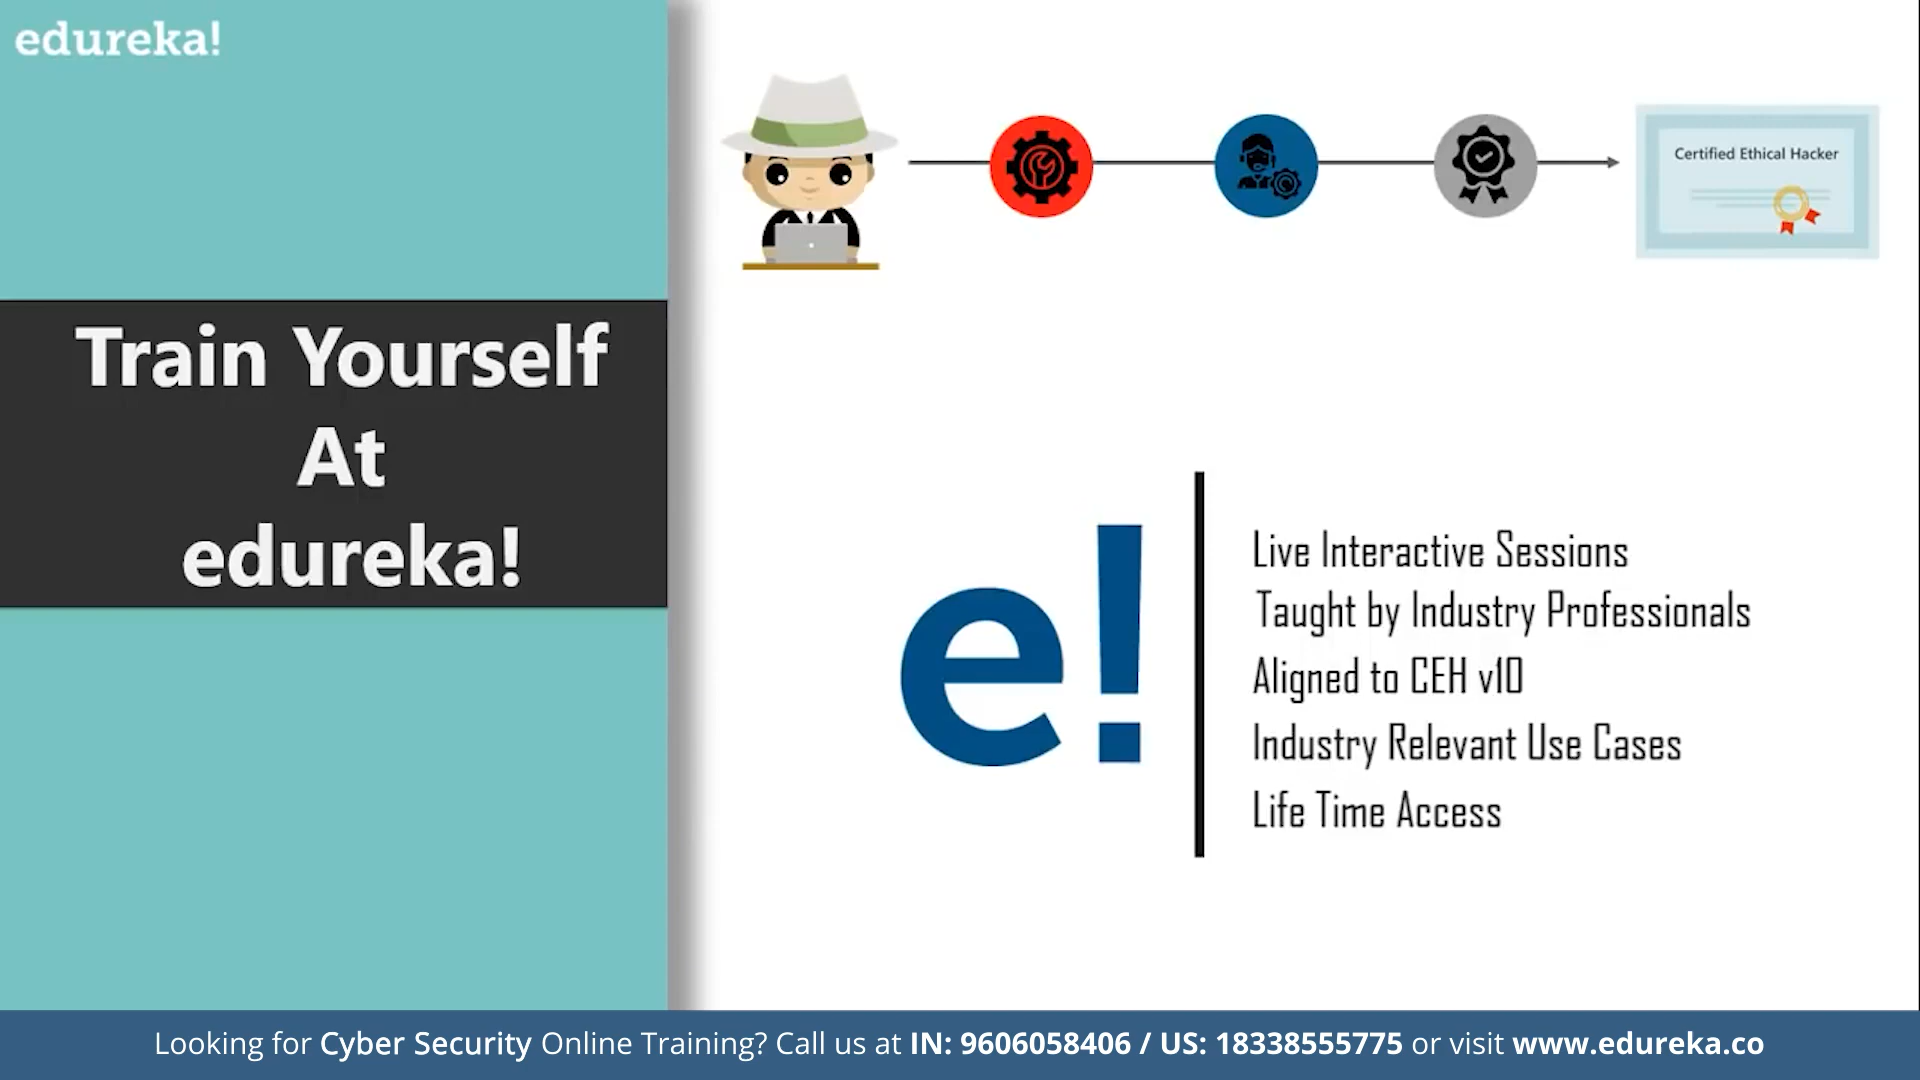 edureka!
Train Yourself
At
edureka!
Certified Ethical Hacker
e!
Live Interactive Sessions
Taught by Industry Professionals
Aligned to CEH v10
Industry Relevant Use Cases
Life Time Access
Looking for Cyber Security Online Training? Call us at IN: 9606058406 / US: 18338555775 or visit www.edureka.co